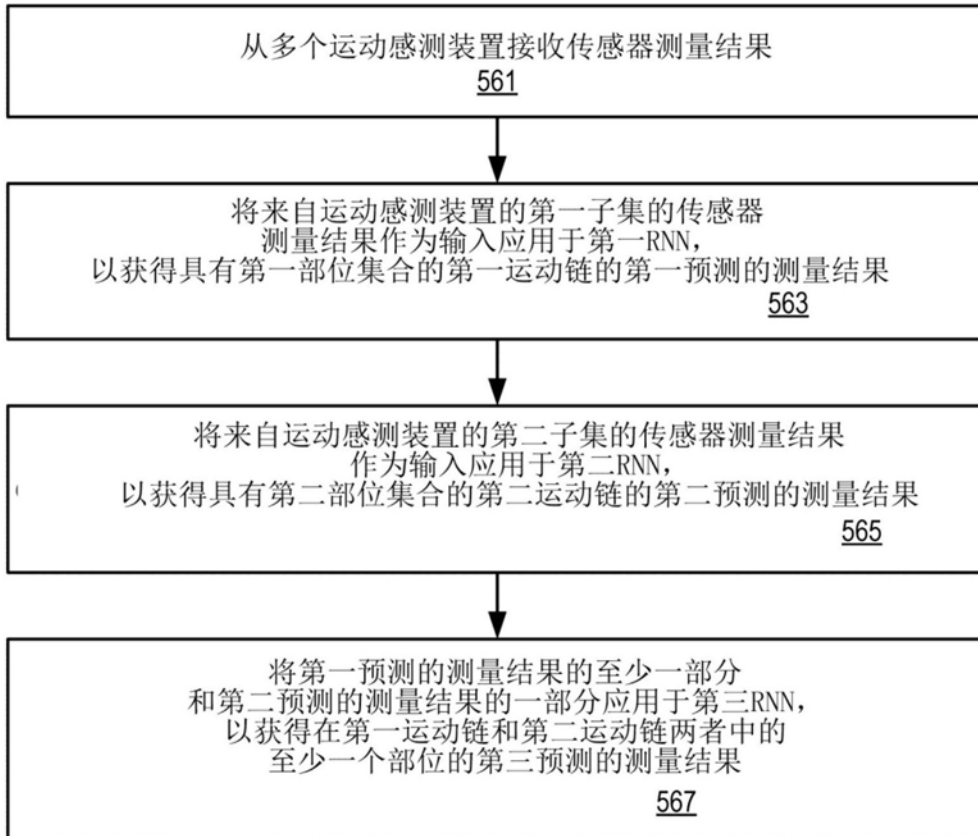 从多个运动感测装置接收传感器测量结果
561
将来自运动感测装置的第一子集的传感器
测量结果作为输入应用于第一RNN，
以获得具有第一部位集合的第一运动链的第一预测的测量结果
563
将来自运动感测装置的第二子集的传感器测量结果
作为输入应用于第二RNN，
以获得具有第二部位集合的第二运动链的第二预测的测量结果
565
将第一预测的测量结果的至少一部分
和第二预测的测量结果的一部分应用于第三RNN，
以获得在第一运动链和第二运动链两者中的
至少一个部位的第三预测的测量结果
567